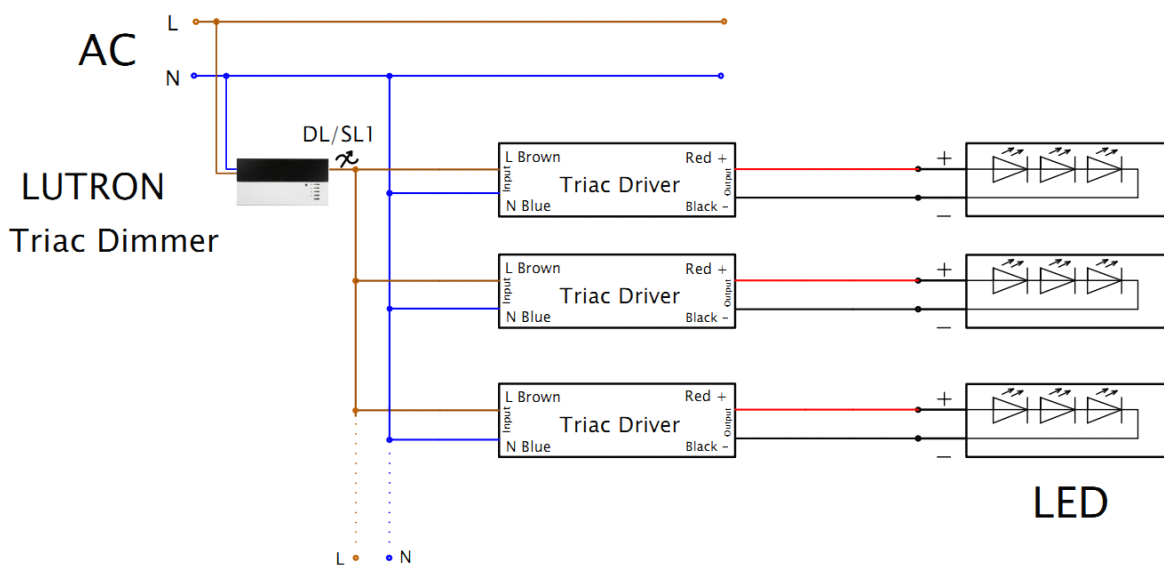 L
AC
N
DL/SL1
LUTRON
Triac Dimmer
L Brown
Input
N Blue
Triac Driver
Red +
Output
Black -
+
—
L Brown
Input
N Blue
Triac Driver
Red +
Output
Black -
+
—
L Brown
Input
N Blue
Triac Driver
Red +
Output
Black -
+
—
LED
L
N